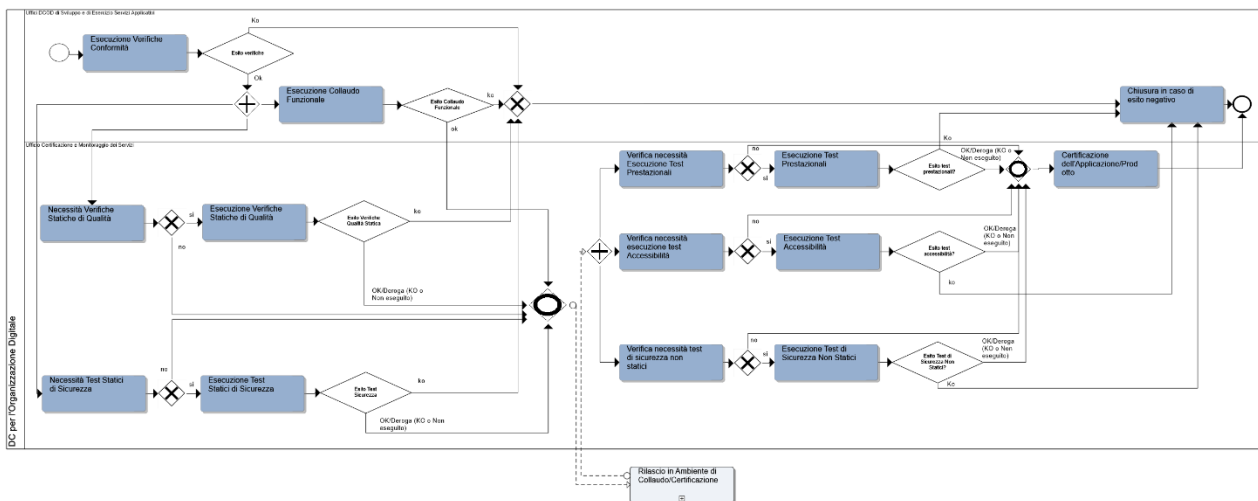 Uffici DCOD di Sviluppo e di Esercizio Servizi Applicativi
Ko
Esecuzione Verifiche
Conformità
Esito verifiche
Ok
Esecuzione Collaudo
Funzionale
Esito Collaudo
Funzionale
ko
ok
Chiusura in caso di
esito negativo
Ufficio Certificazione e Monitoraggio dei Servizi
DC per l'Organizzazione Digitale
Necessità Verifiche
Statiche di Qualità
si
no
Esecuzione Verifiche
Statiche di Qualità
Esito Verifiche
Qualità Statica
ko
OK/Deroga (KO o
Non eseguito)
Necessità Test Statici
di Sicurezza
no
si
Esecuzione Test
Statici di Sicurezza
Esito Test
Sicurezza
ko
OK/Deroga (KO o Non
eseguito)
Verifica necessità
Esecuzione Test
Prestazionali
no
si
Esecuzione Test
Prestazionali
Esito test
prestazionali?
Ko
OK/Deroga (KO o
Non eseguito)
Certificazione
dell'Applicazione/Prod
otto
Verifica necessità
esecuzione test
Accessibilità
no
si
Esecuzione Test
Accessibilità
Esito test
accessibilità?
OK/Deroga
(KO o Non
eseguito)
ko
Verifica necessità test
di sicurezza non
statici
no
si
Esecuzione Test di
Sicurezza Non Statici
Esito Test di
Sicurezza Non
Statici?
OK/Deroga
(KO o Non
eseguito)
Ko
Rilascio in Ambiente di
Collaudo/Certificazione